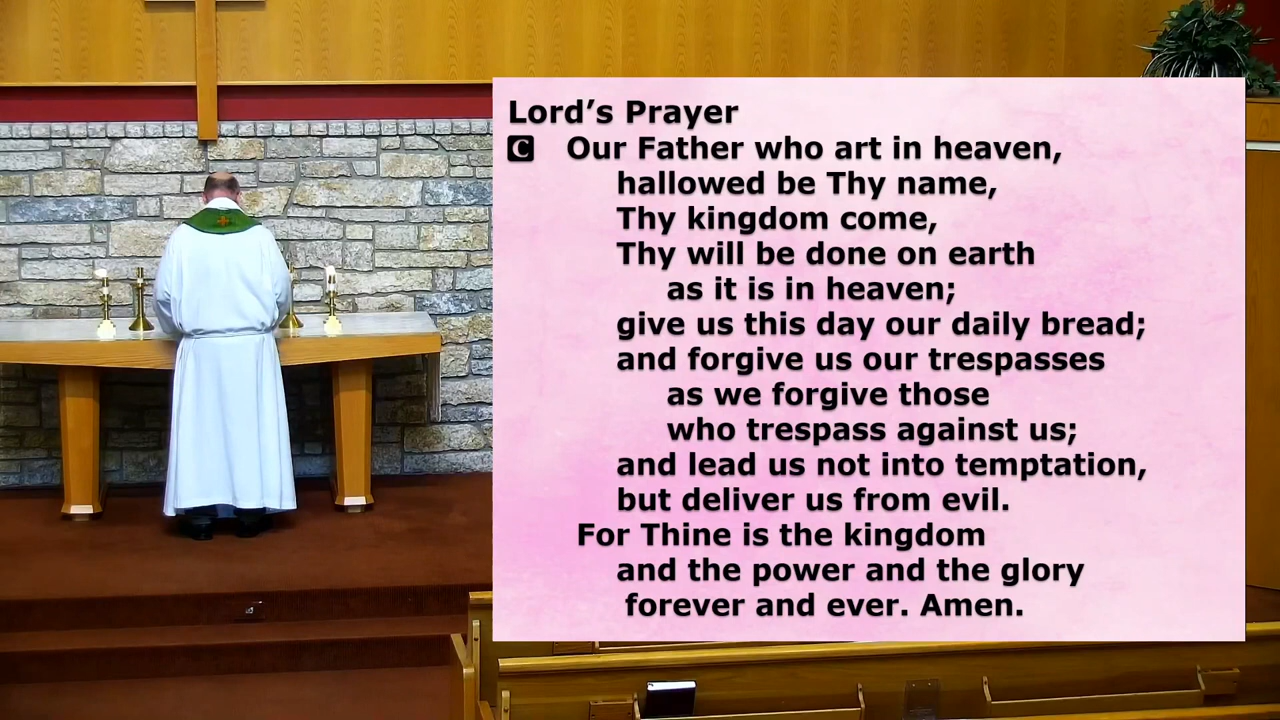 Lord’s Prayer
C Our Father who art in heaven,
hallowed be Thy name,
Thy kingdom come,
Thy will be done on earth
as it is in heaven;
give us this day our daily bread;
and forgive us our trespasses
as we forgive those
who trespass against us;
and lead us not into temptation,
but deliver us from evil.
For Thine is the kingdom
and the power and the glory
forever and ever. Amen.